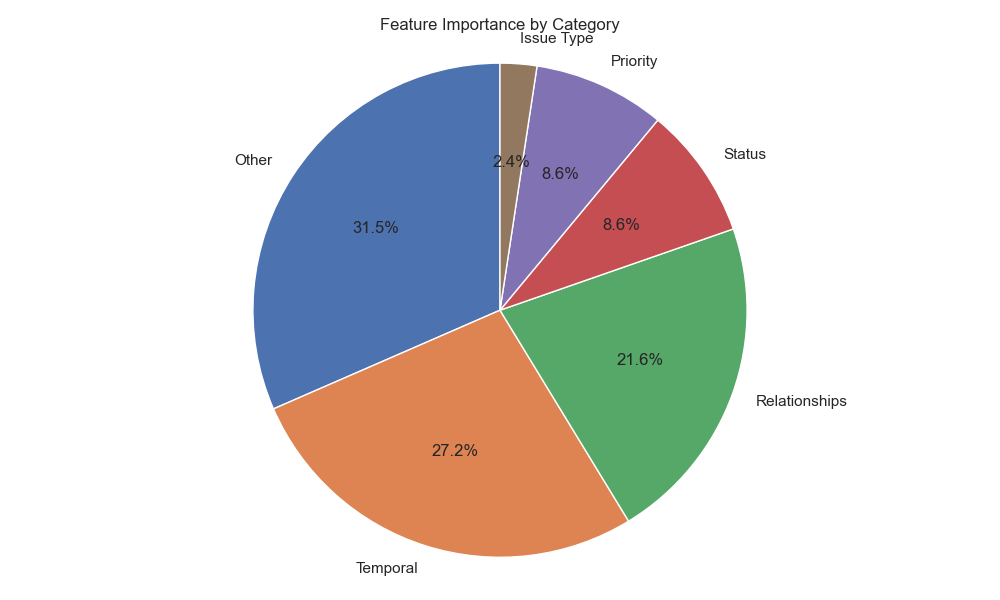 Feature Importance by Category
Issue Type
Priority
Status
Other
2.4%
8.6%
8.6%
31.5%
21.6%
Relationships
27.2%
Temporal